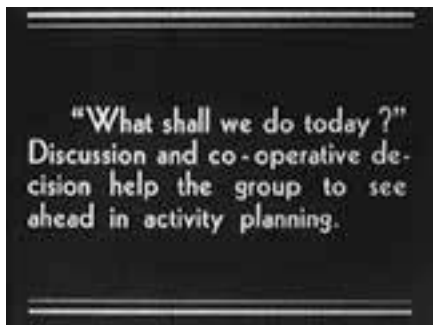 “What shall we do today?”
Discussion and co-operative de-
cision help the group to see
ahead in activity planning.